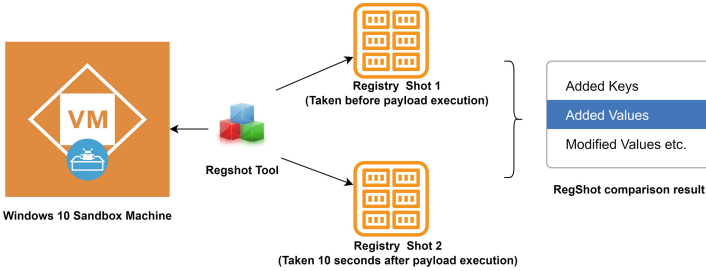 VM
Windows 10 Sandbox Machine
Regshot Tool
Registry Shot 1
(Taken before payload execution)
Registry Shot 2
(Taken 10 seconds after payload execution)
Added Keys
Added Values
Modified Values etc.
RegShot comparison result